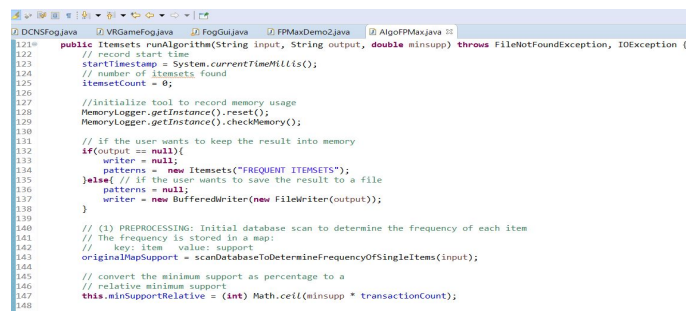 DCNSFog.java VRGameFog.java FogGui.java FPMaxDemo2.java AlgoFPMax.java
121 public Itemsets runAlgorithm(String input, String output, double minsupp) throws FileNotFoundException, IOException {
122 // record start time
123 startTimestamp = System.currentTimeMillis();
124 // number of itemsets found
125 itemsetCount = 0;
126
127 //initialize tool to record memory usage
128 MemoryLogger.getInstance().reset();
129 MemoryLogger.getInstance().checkMemory();
130
131 // if the user wants to keep the result into memory
132 if(output == null){
133 writer = null;
134 patterns = new Itemsets("FREQUENT ITEMSETS");
135 }else{ // if the user wants to save the result to a file
136 patterns = null;
137 writer = new BufferedWriter(new FileWriter(output));
138 }
139
140 // (1) PREPROCESSING: Initial database scan to determine the frequency of each item
141 // The frequency is stored in a map:
142 // key: item value: support
143 originalMapSupport = scanDatabaseToDetermineFrequencyOfSingleItems(input);
144
145 // convert the minimum support as percentage to a
146 // relative minimum support
147 this.minSupportRelative = (int) Math.ceil(minsupp * transactionCount);
148